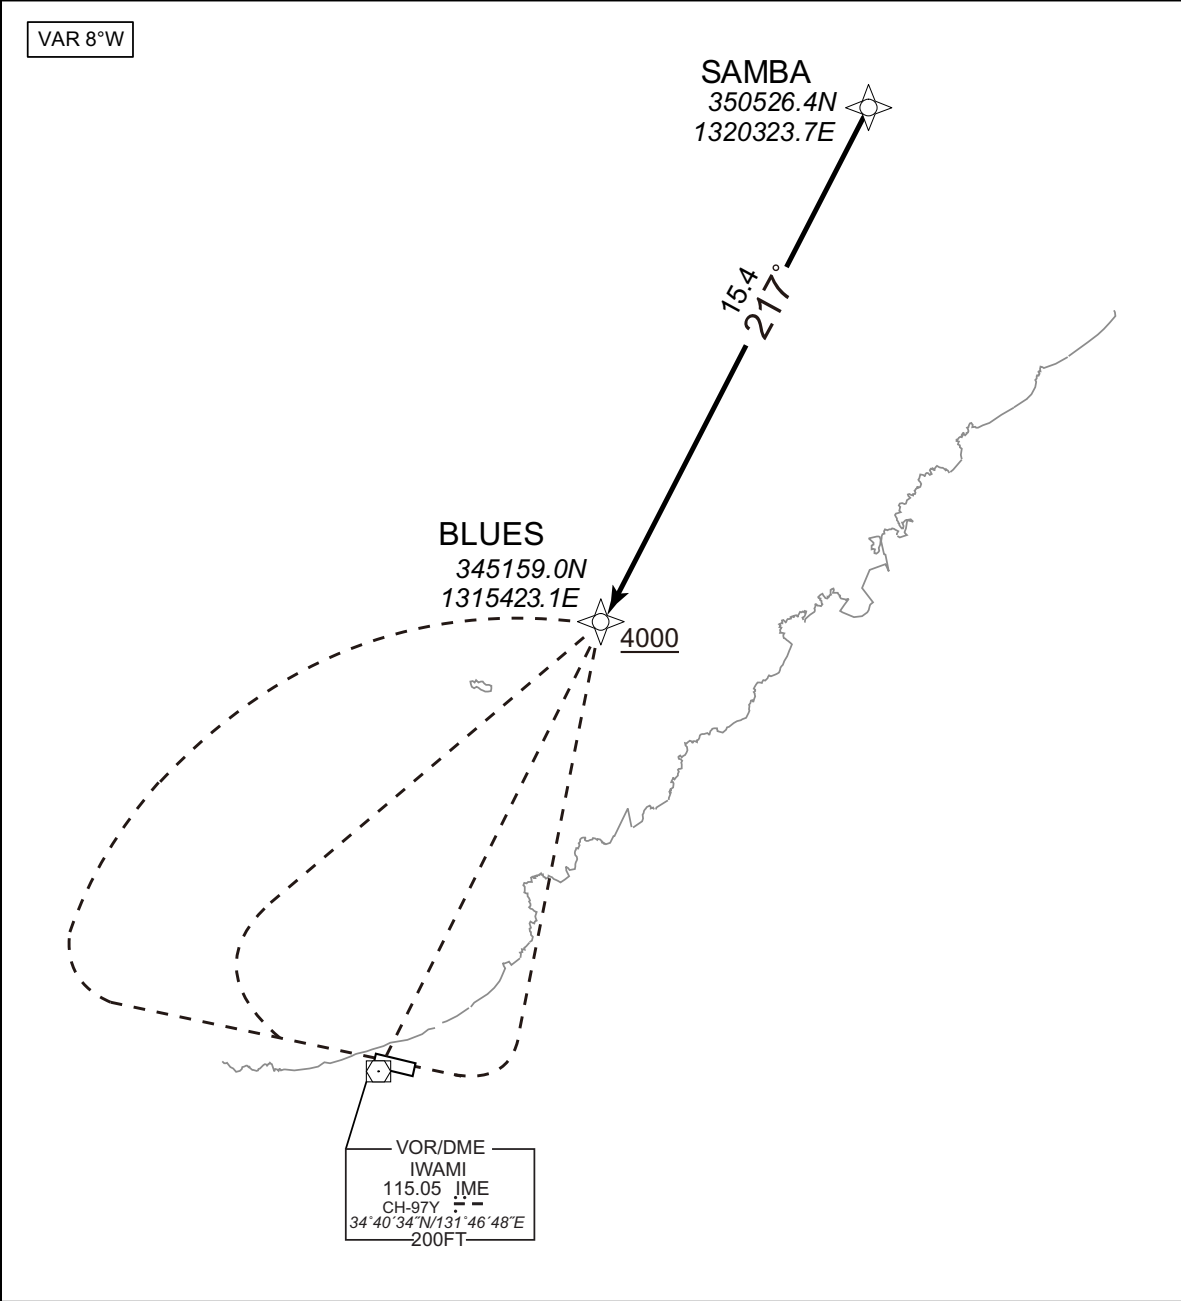 VAR 8°W
SAMBA
350526.4N
1320323.7E
15.4
217°
BLUES
345159.0N
1315423.1E
4000
VOR/DME
IWAMI
115.05 IME
CH-97Y
34°40´34˝N/131°46´48˝E
200FT